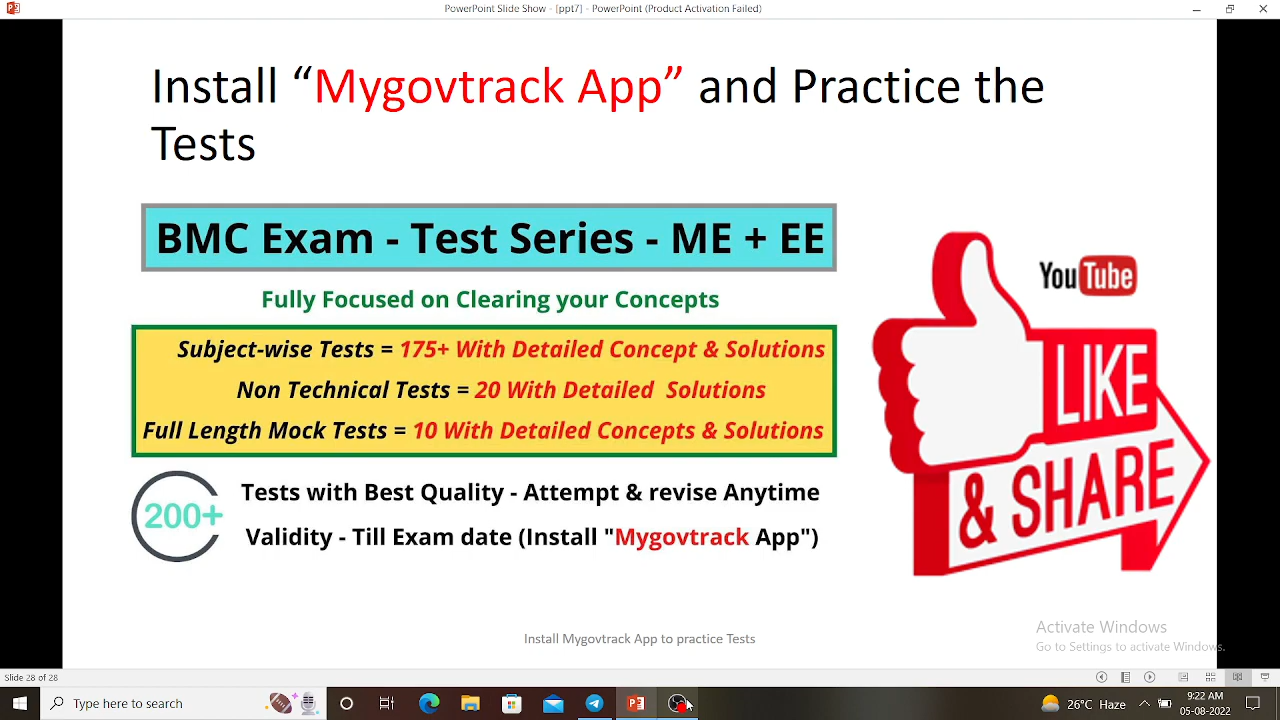 PowerPoint Slide Show - [ppt7] - PowerPoint (Product Activation Failed)
Install “Mygovtrack App” and Practice the
Tests
BMC Exam - Test Series - ME + EE
Fully Focused on Clearing your Concepts
Subject-wise Tests = 175+ With Detailed Concept & Solutions
Non Technical Tests = 20 With Detailed Solutions
Full Length Mock Tests = 10 With Detailed Concepts & Solutions
200+
Tests with Best Quality - Attempt & revise Anytime
Validity - Till Exam date (Install "Mygovtrack App")
YouTube
LIKE
& SHARE
Install Mygovtrack App to practice Tests
Activate Windows
Go to Settings to activate Windows.
Slide 28 of 28
Type here to search
26°C Haze
9:22 AM
05-08-2022